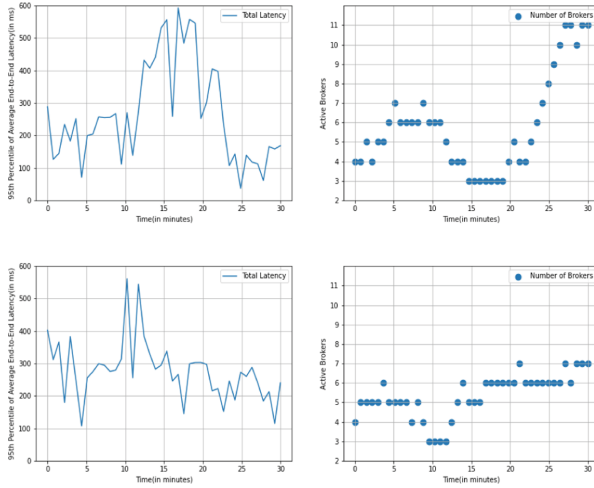 600
500
400
300
200
100
0
95th Percentile of Average End-to-End Latency(in ms)
Total Latency
0 5 10 15 20 25 30
Time(in minutes)
11
10
9
8
7
6
5
4
3
2
Active Brokers
Number of Brokers
0 5 10 15 20 25 30
Time(in minutes)
600
500
400
300
200
100
0
95th Percentile of Average End-to-End Latency(in ms)
Total Latency
0 5 10 15 20 25 30
Time(in minutes)
11
10
9
8
7
6
5
4
3
2
Active Brokers
Number of Brokers
0 5 10 15 20 25 30
Time(in minutes)